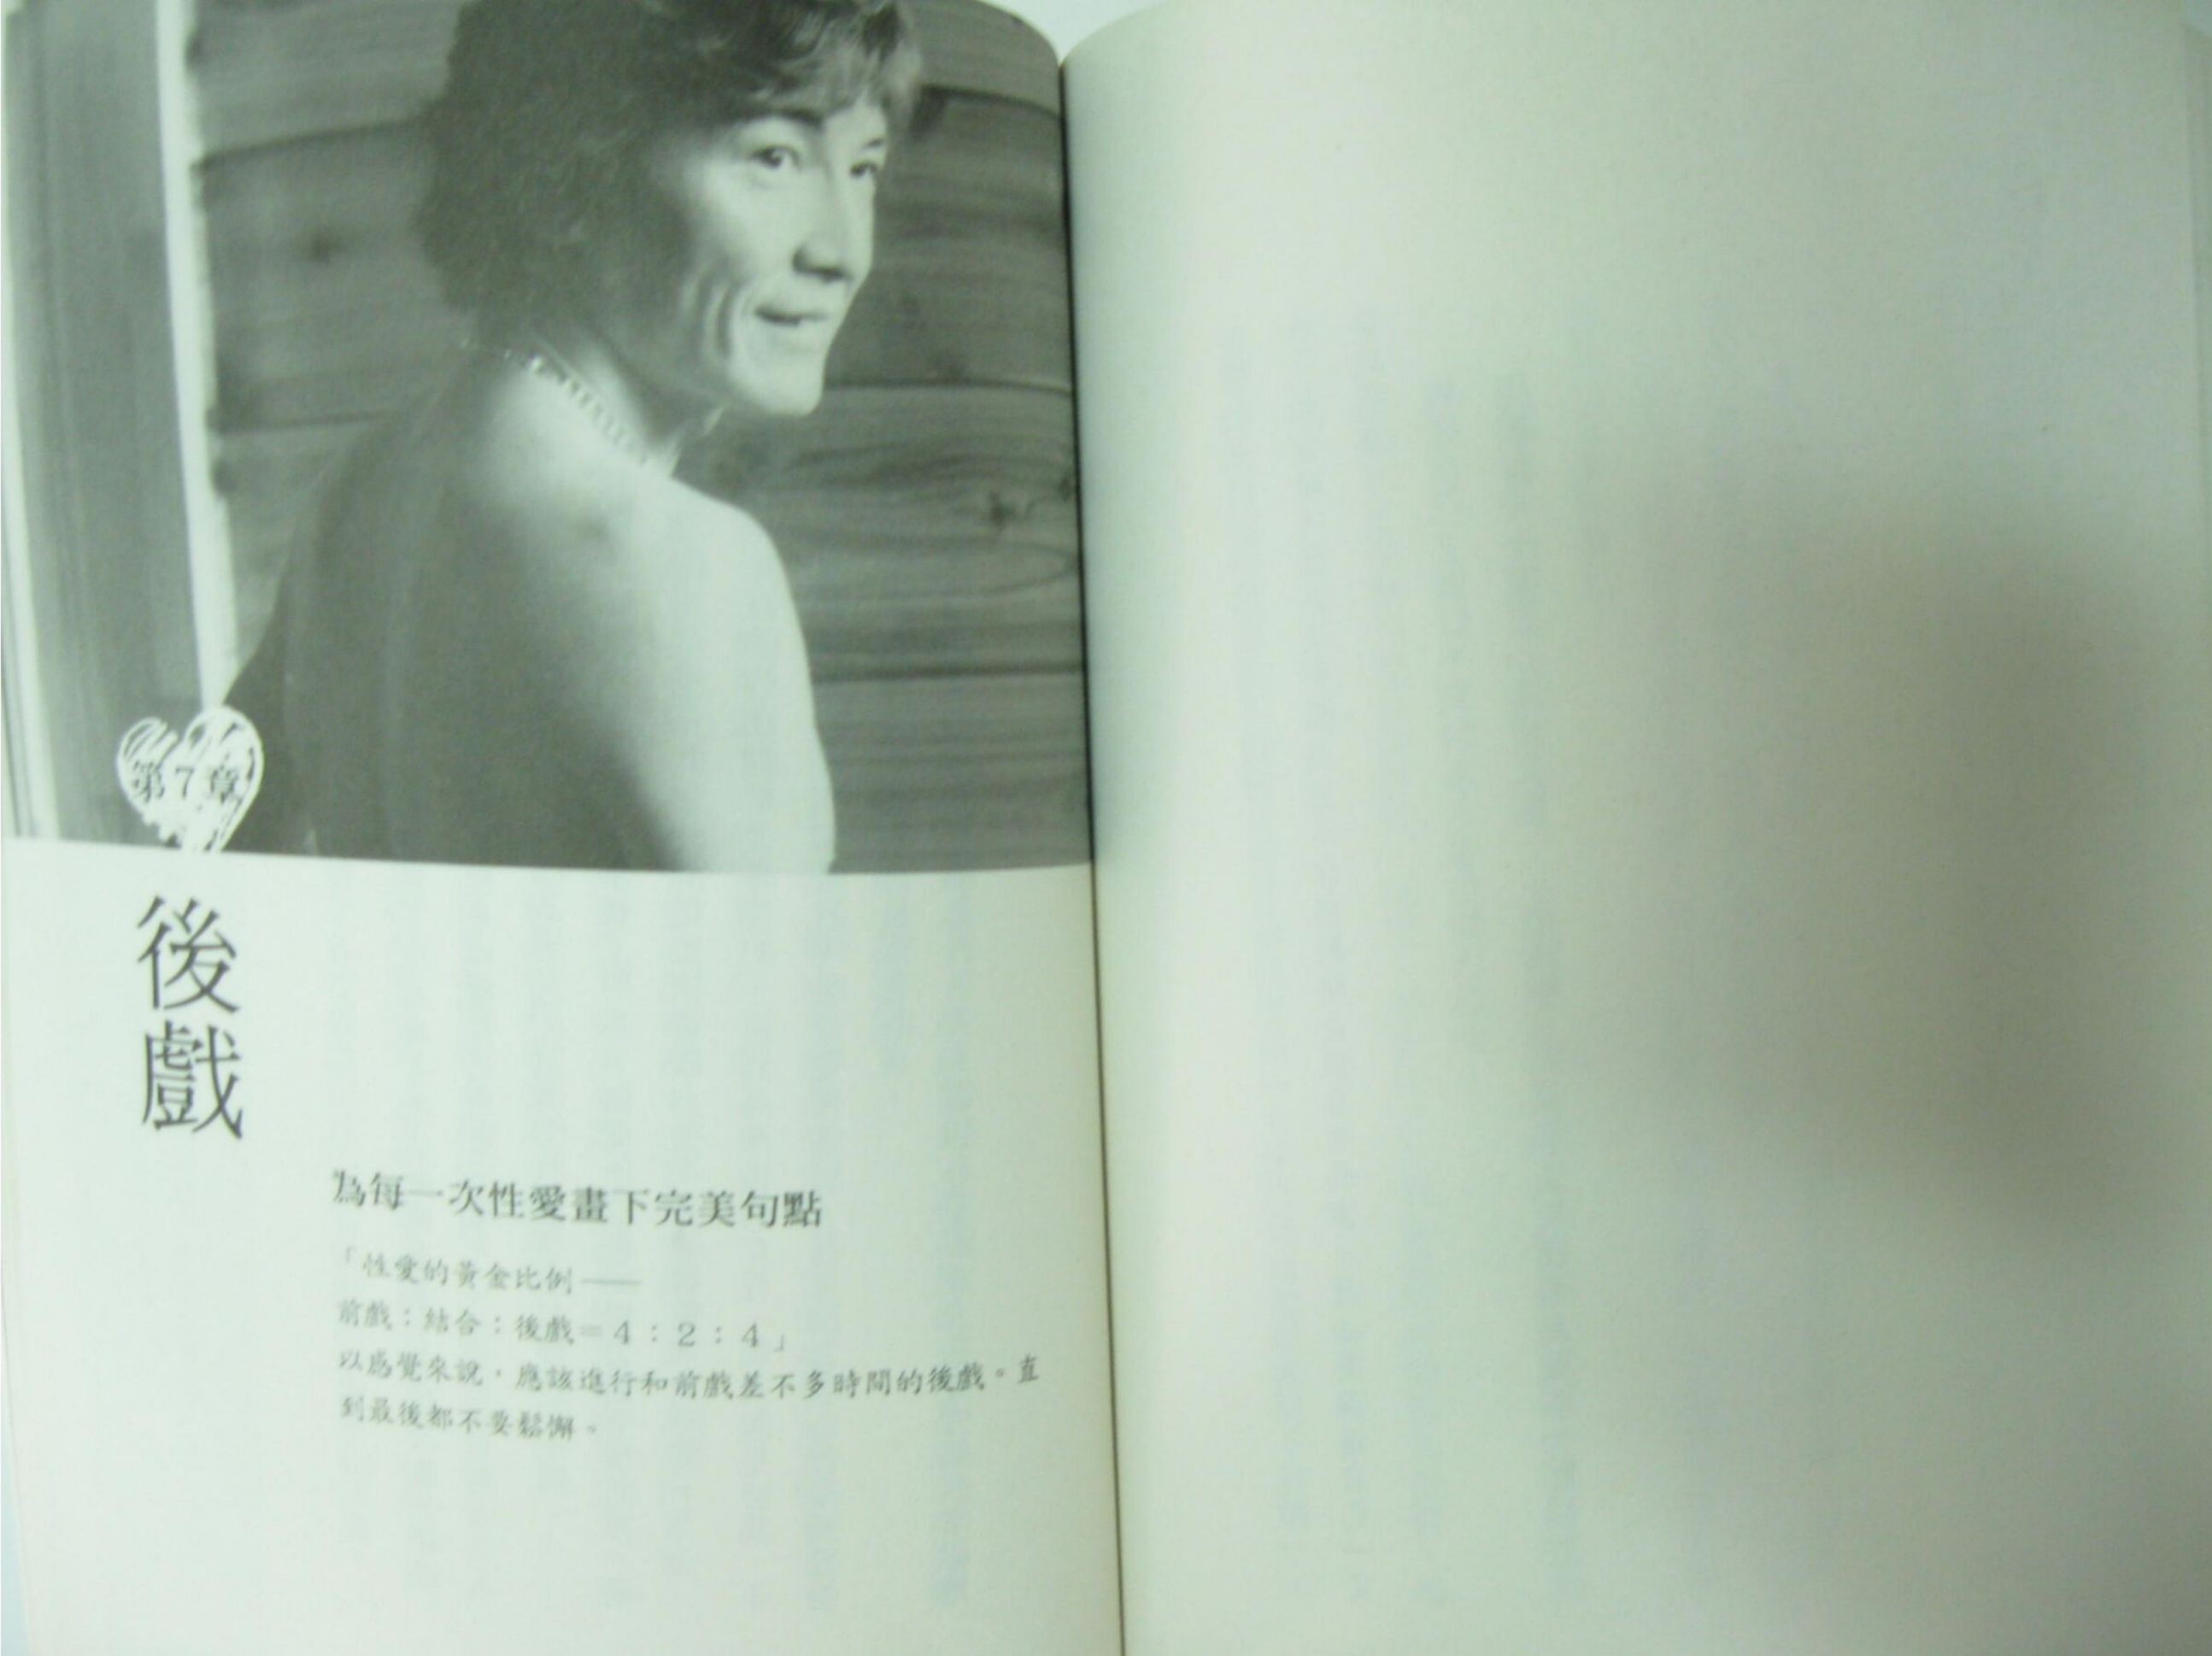 第7章
後戲
為每一次性愛畫下完美句點
「性愛的黃金比例——
前戲：結合：後戲＝4：2：4」
以感覺來說，應該進行和前戲差不多時間的後戲。直
到最後都不要鬆懈。